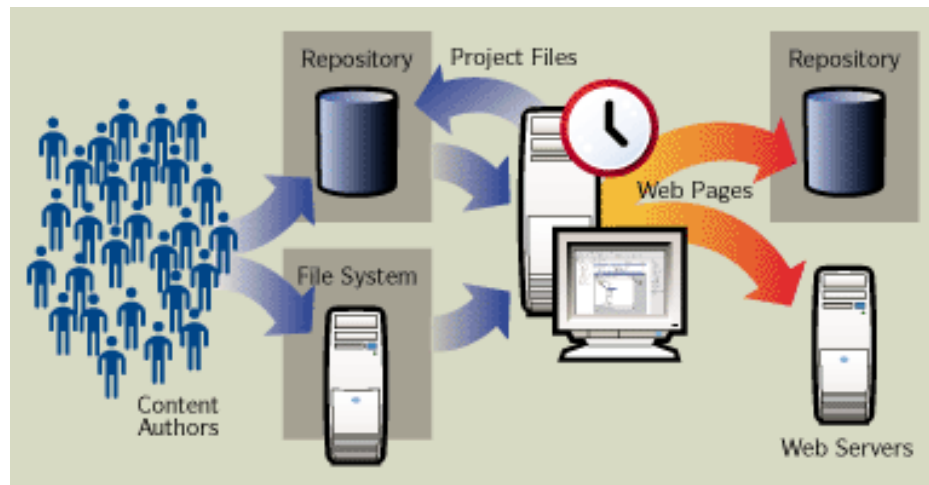 Repository
Project Files
Repository
Web Pages
File System
Content
Authors
Web Servers